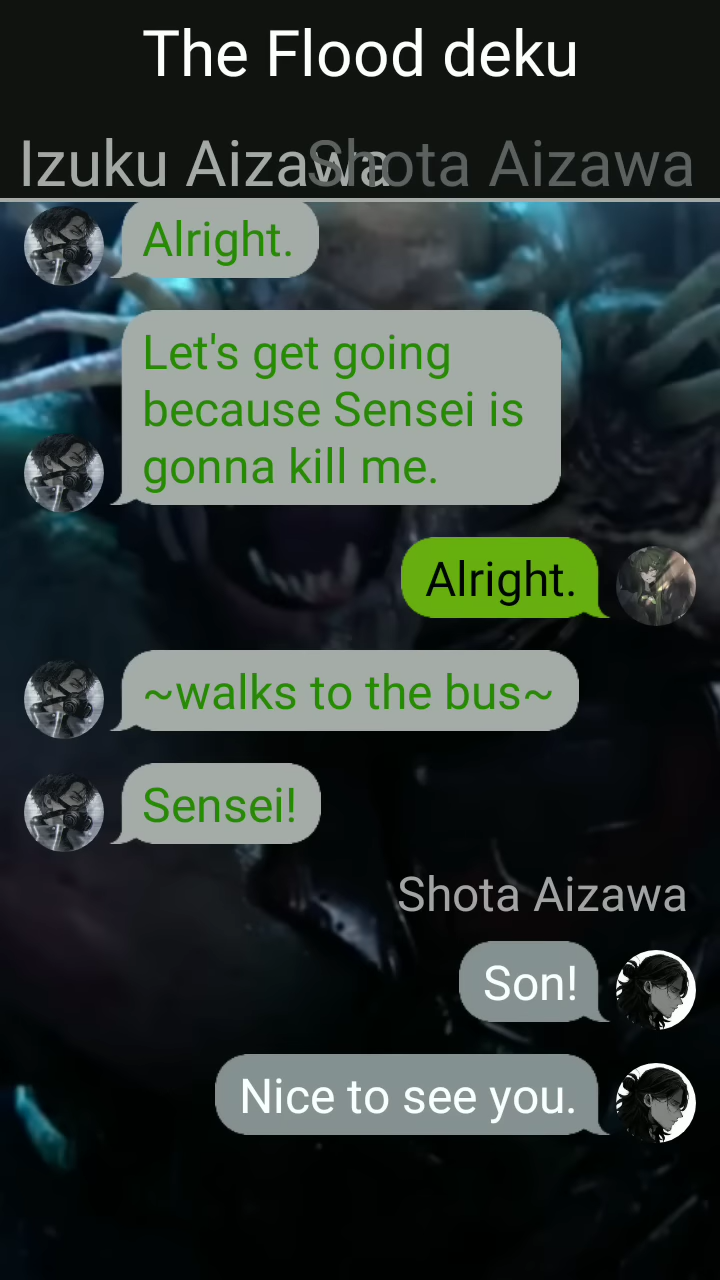 The Flood deku
Izuku Aizawa
Shota Aizawa
Alright.
Let's get going
because Sensei is
gonna kill me.
Alright.
~walks to the bus~
Sensei!
Shota Aizawa
Son!
Nice to see you.